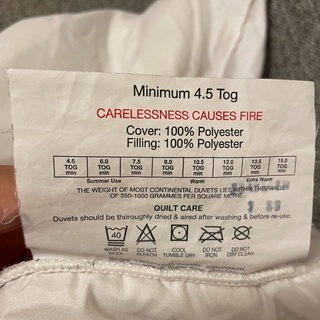 Minimum 4.5 Tog
CARELESSNESS CAUSES FIRE
Cover: 100% Polyester
Filling: 100% Polyester
4.5 TOG min 6.0 TOG min 7.5 TOG min 9.0 TOG min 10.5 TOG min 12.0 TOG min 13.5 TOG min 15.0 TOG min
Summer Use Warm Extra Warm
THE WEIGHT OF MOST CONTINENTAL DUVETS LIES WITHIN THE RANGE
OF 350-1000 GRAMMES PER SQUARE METRE.
QUILT CARE
Duvets should be thoroughly dried & aired after washing & before re-use.
40
WASH AS WOOL DO NOT BLEACH COOL TUMBLE DRY DO NOT IRON DO NOT DRY CLEAN